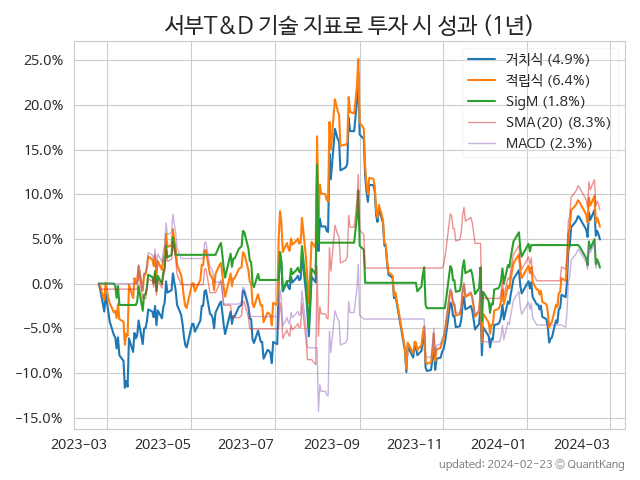 서부T&D 기술 지표로 투자 시 성과 (1년)
거치식 (4.9%)
적립식 (6.4%)
SigM (1.8%)
SMA(20) (8.3%)
MACD (2.3%)
25.0%
20.0%
15.0%
10.0%
5.0%
0.0%
−5.0%
−10.0%
−15.0%
2023-03 2023-05 2023-07 2023-09 2023-11 2024-01 2024-03
updated: 2024-02-23 ⓒ QuantKang